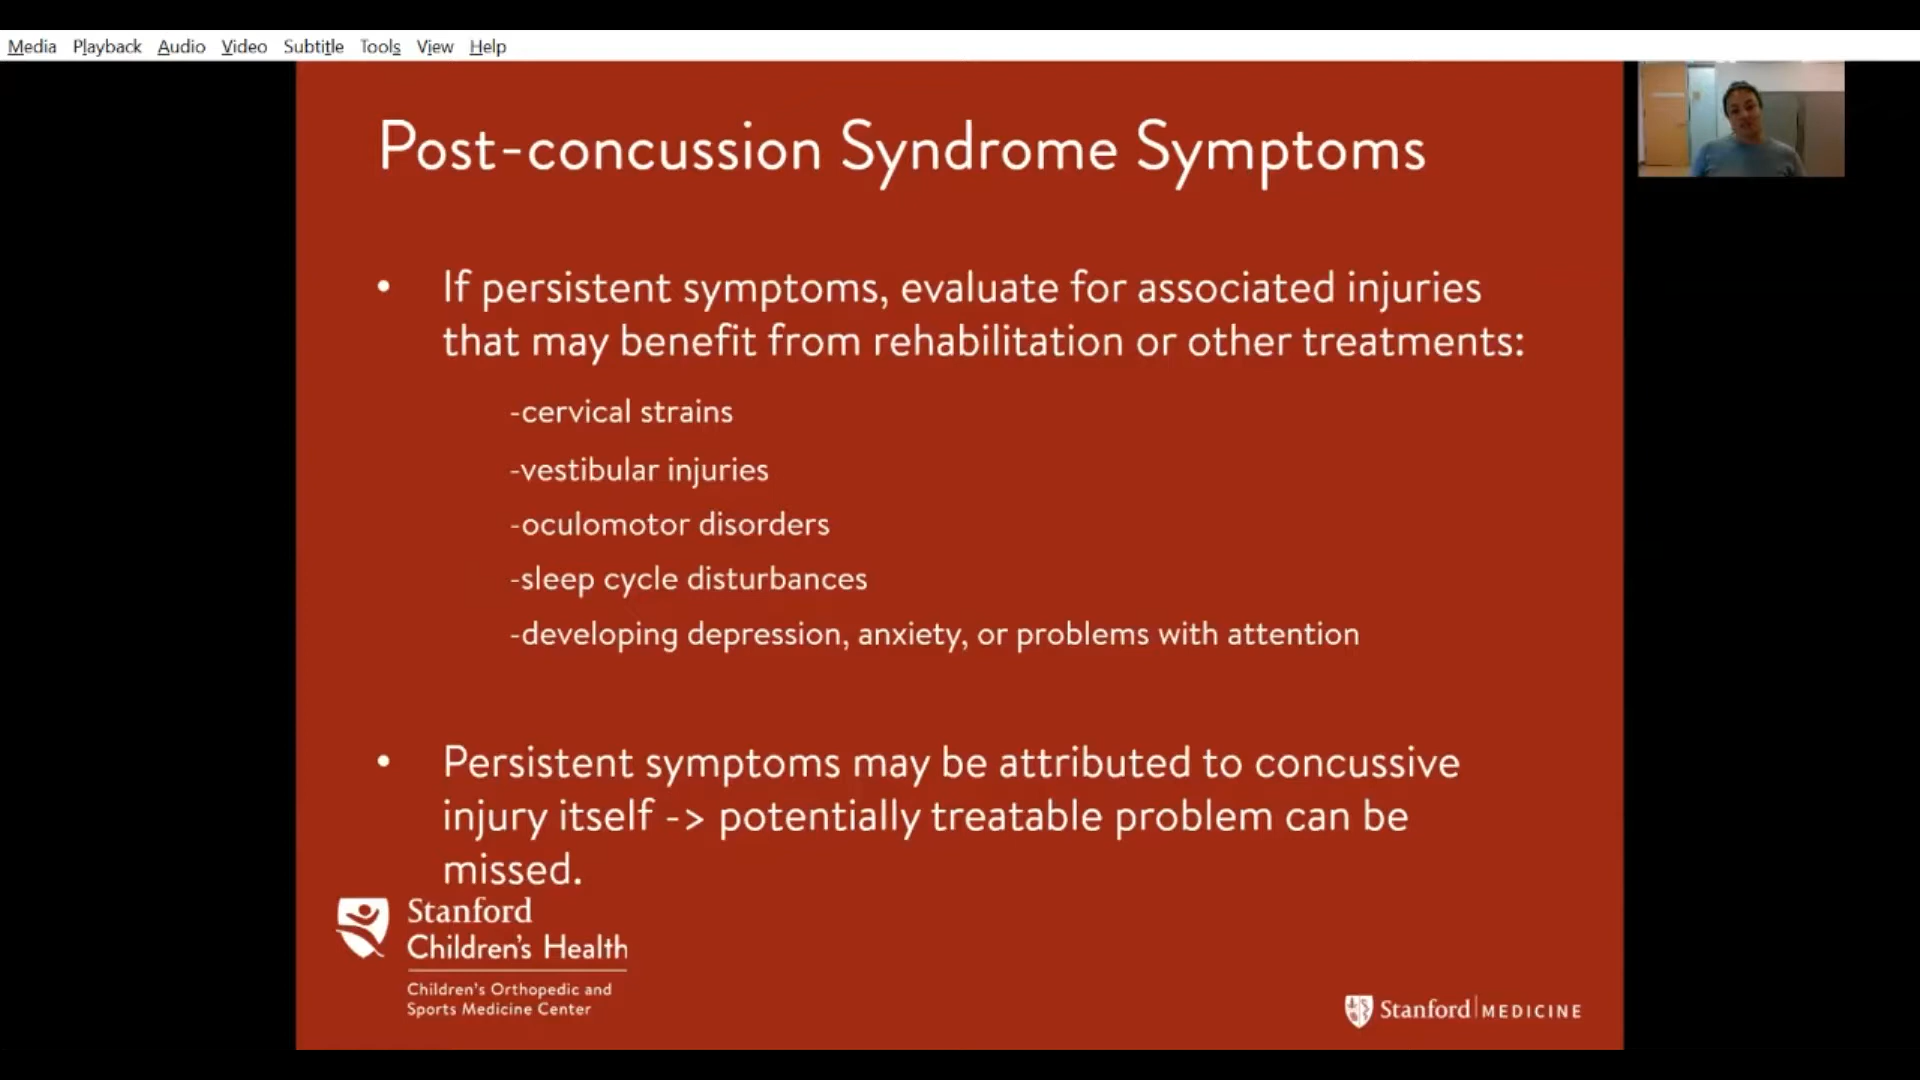 Media Playback Audio Video Subtitle Tools View Help
Post-concussion Syndrome Symptoms
• If persistent symptoms, evaluate for associated injuries
that may benefit from rehabilitation or other treatments:
-cervical strains
-vestibular injuries
-oculomotor disorders
-sleep cycle disturbances
-developing depression, anxiety, or problems with attention
• Persistent symptoms may be attributed to concussive
injury itself -> potentially treatable problem can be
missed.
Stanford
Children's Health
Children's Orthopedic and
Sports Medicine Center
Stanford MEDICINE